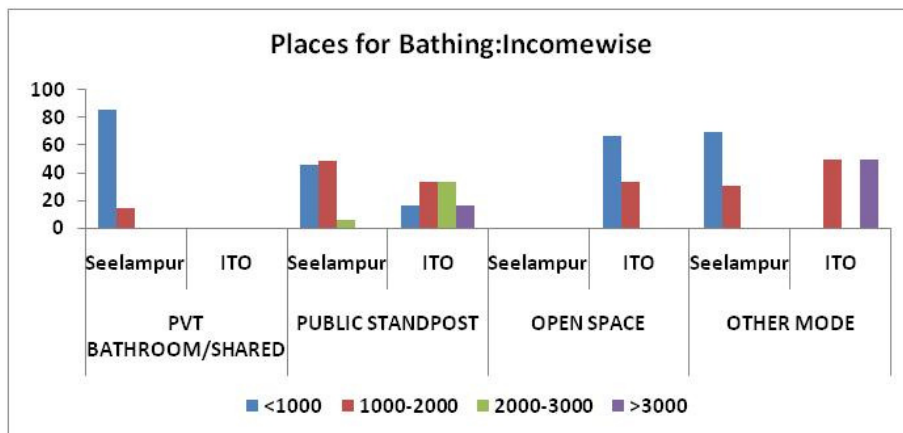 Places for Bathing:Incomewise
100
80
60
40
20
0
Seelampur ITO Seelampur ITO Seelampur ITO Seelampur ITO
PVT BATHROOM/SHARED PUBLIC STANDPOST OPEN SPACE OTHER MODE
<1000 1000-2000 2000-3000 >3000